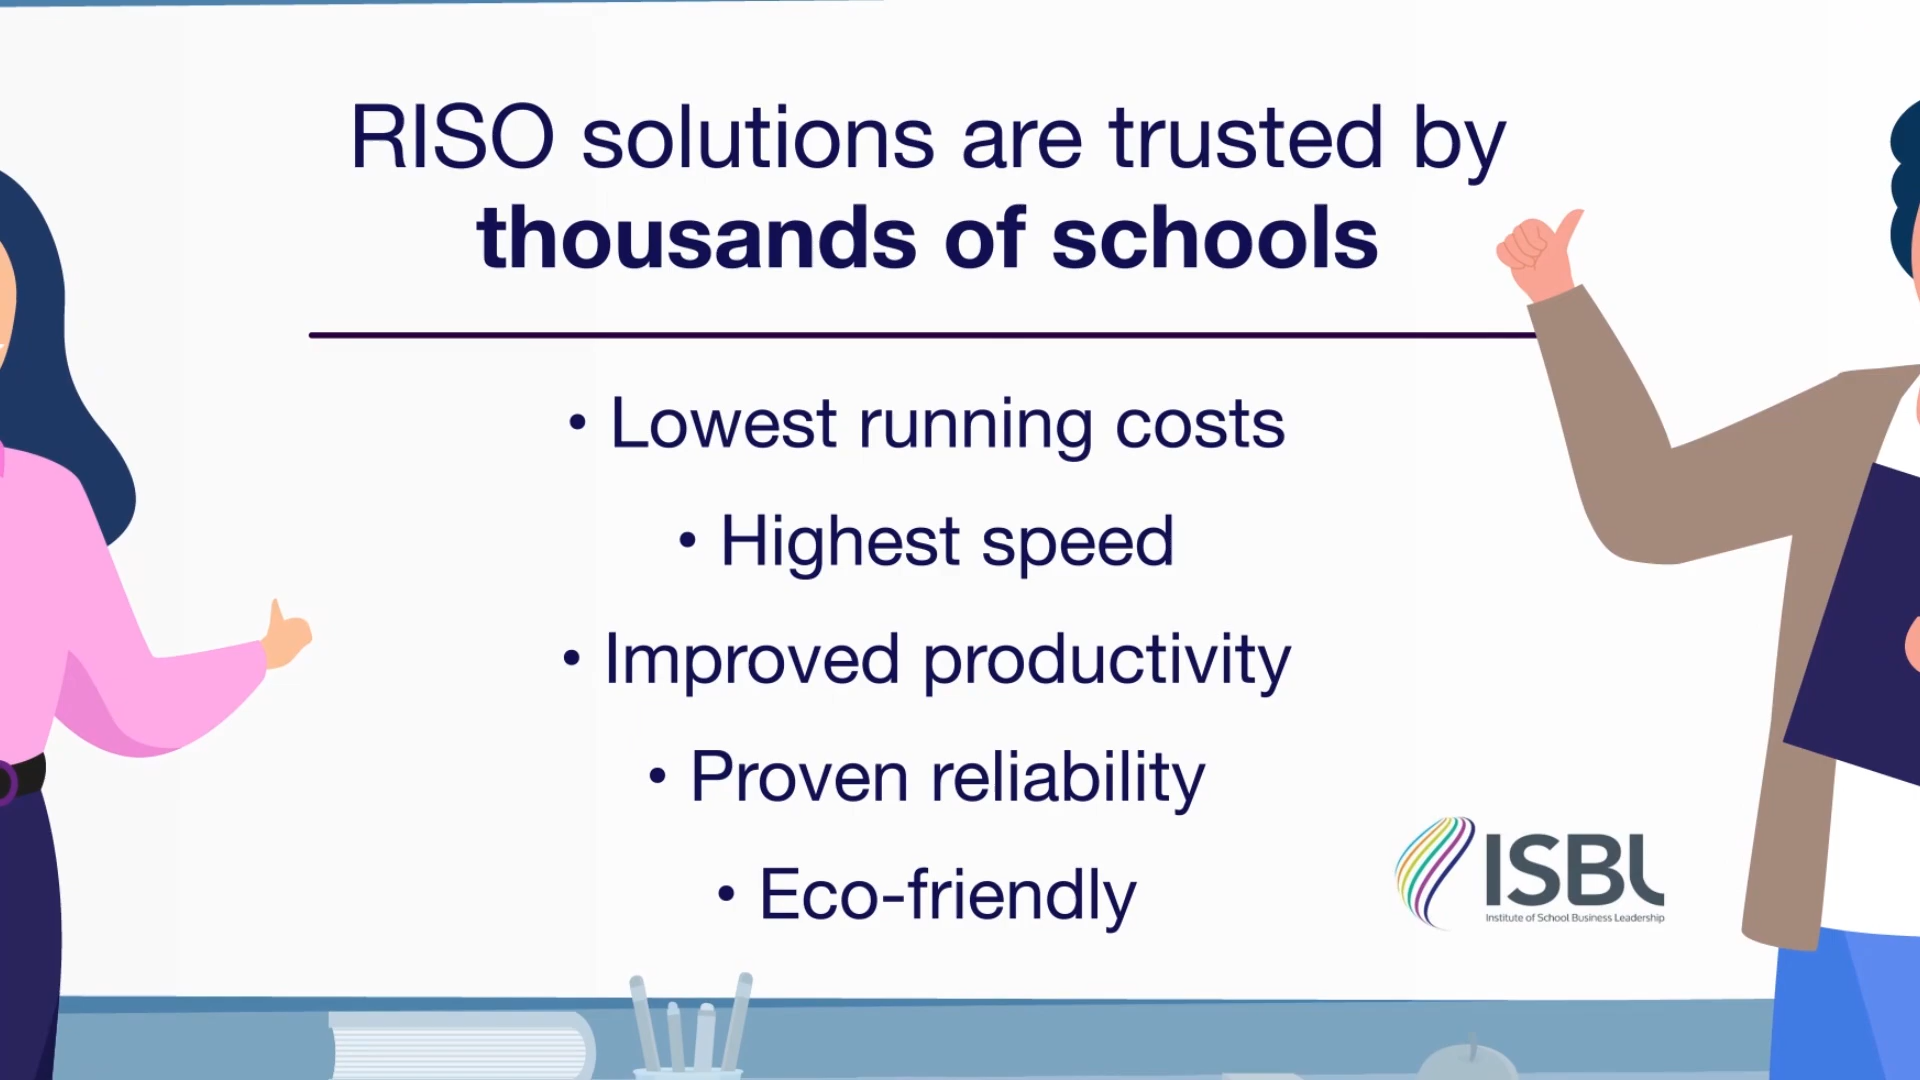 RISO solutions are trusted by
thousands of schools
• Lowest running costs
• Highest speed
• Improved productivity
• Proven reliability
• Eco-friendly
ISBL
Institute of School Business Leadership